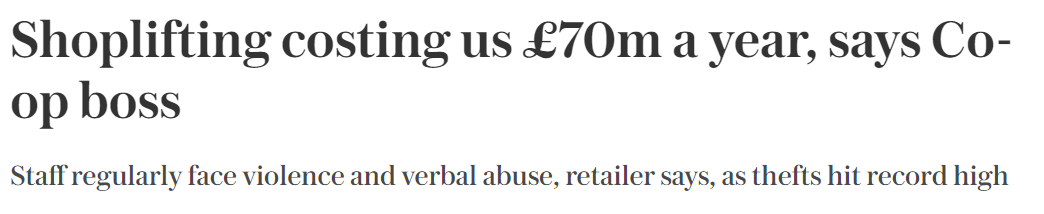 Shoplifting costing us £70m a year, says Co-
op boss
Staff regularly face violence and verbal abuse, retailer says, as thefts hit record high